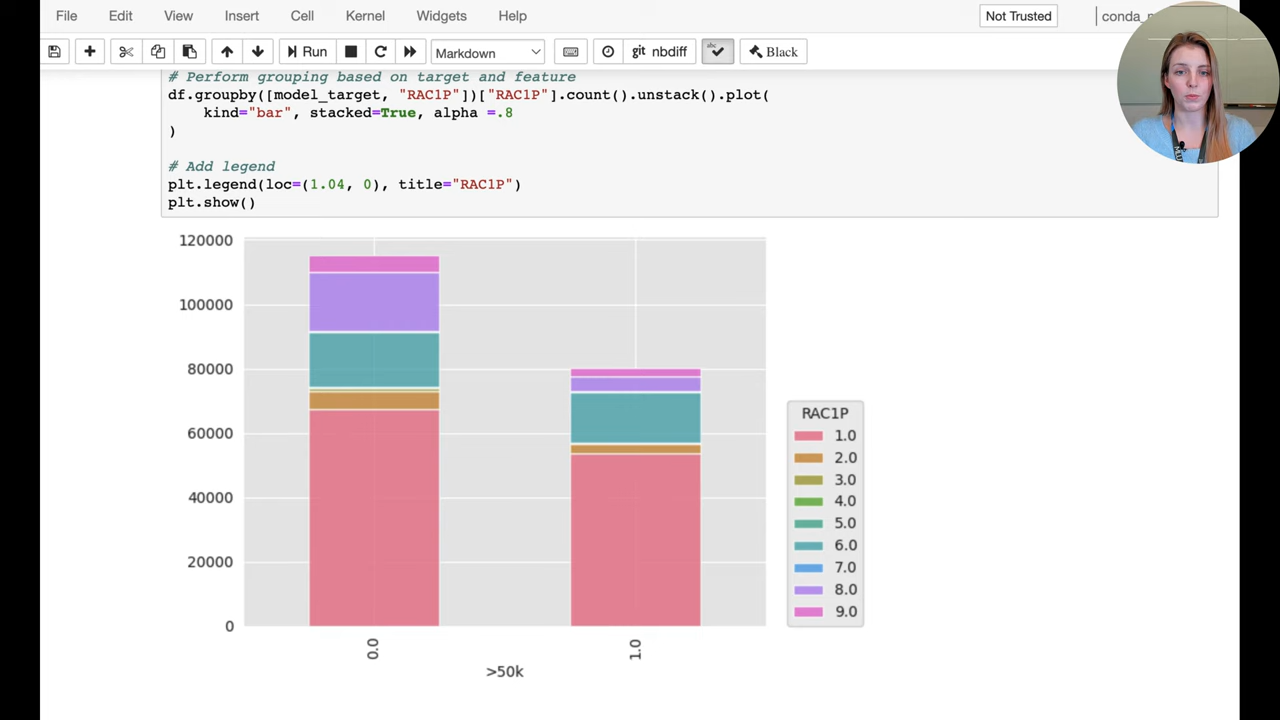 File Edit View Insert Cell Kernel Widgets Help Not Trusted
Run Markdown git nbdiff abc Black
# Perform grouping based on target and feature
df.groupby([model_target, "RAC1P"])["RAC1P"].count().unstack().plot(
kind="bar", stacked=True, alpha =.8
)
# Add legend
plt.legend(loc=(1.04, 0), title="RAC1P")
plt.show()
120000
100000
80000
60000
40000
20000
0
0.0
1.0
>50k
RAC1P
1.0
2.0
3.0
4.0
5.0
6.0
7.0
8.0
9.0